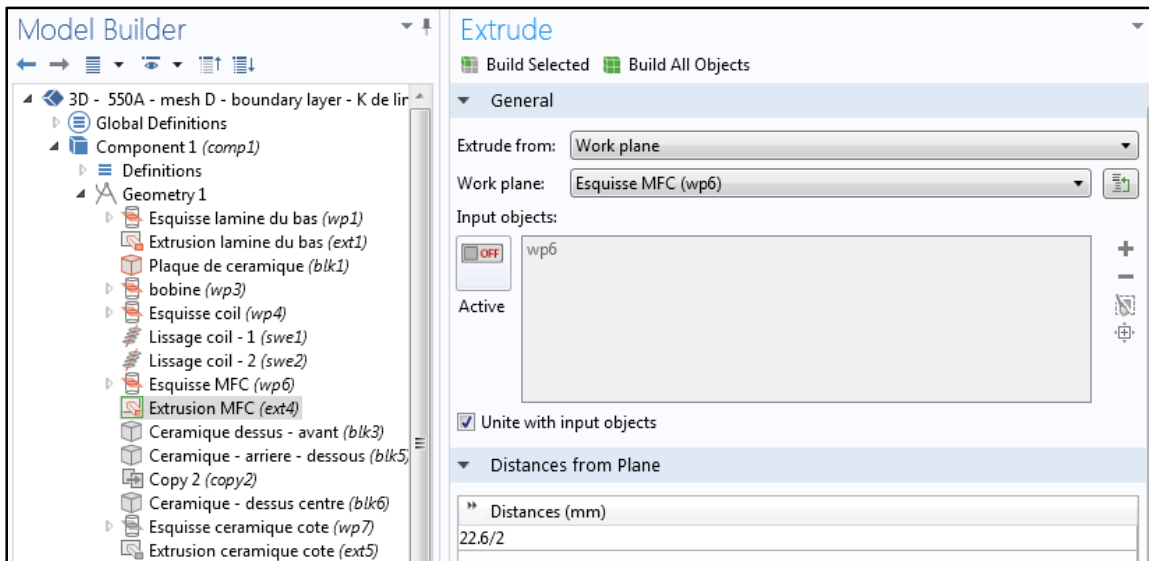 Model Builder
3D - 550A - mesh D - boundary layer - K de lir
Global Definitions
Component 1 (comp1)
Definitions
Geometry 1
Esquisse lamine du bas (wp1)
Extrusion lamine du bas (ext1)
Plaque de ceramique (blk1)
bobine (wp3)
Esquisse coil (wp4)
Lissage coil - 1 (swe1)
Lissage coil - 2 (swe2)
Esquisse MFC (wp6)
Extrusion MFC (ext4)
Ceramique dessus - avant (blk3)
Ceramique - arriere - dessous (blk5)
Copy 2 (copy2)
Ceramique - dessus centre (blk6)
Esquisse ceramique cote (wp7)
Extrusion ceramique cote (ext5)
Extrude
Build Selected Build All Objects
General
Extrude from: Work plane
Work plane: Esquisse MFC (wp6)
Input objects:
OFF
wp6
Active
Unite with input objects
Distances from Plane
Distances (mm)
22.6/2